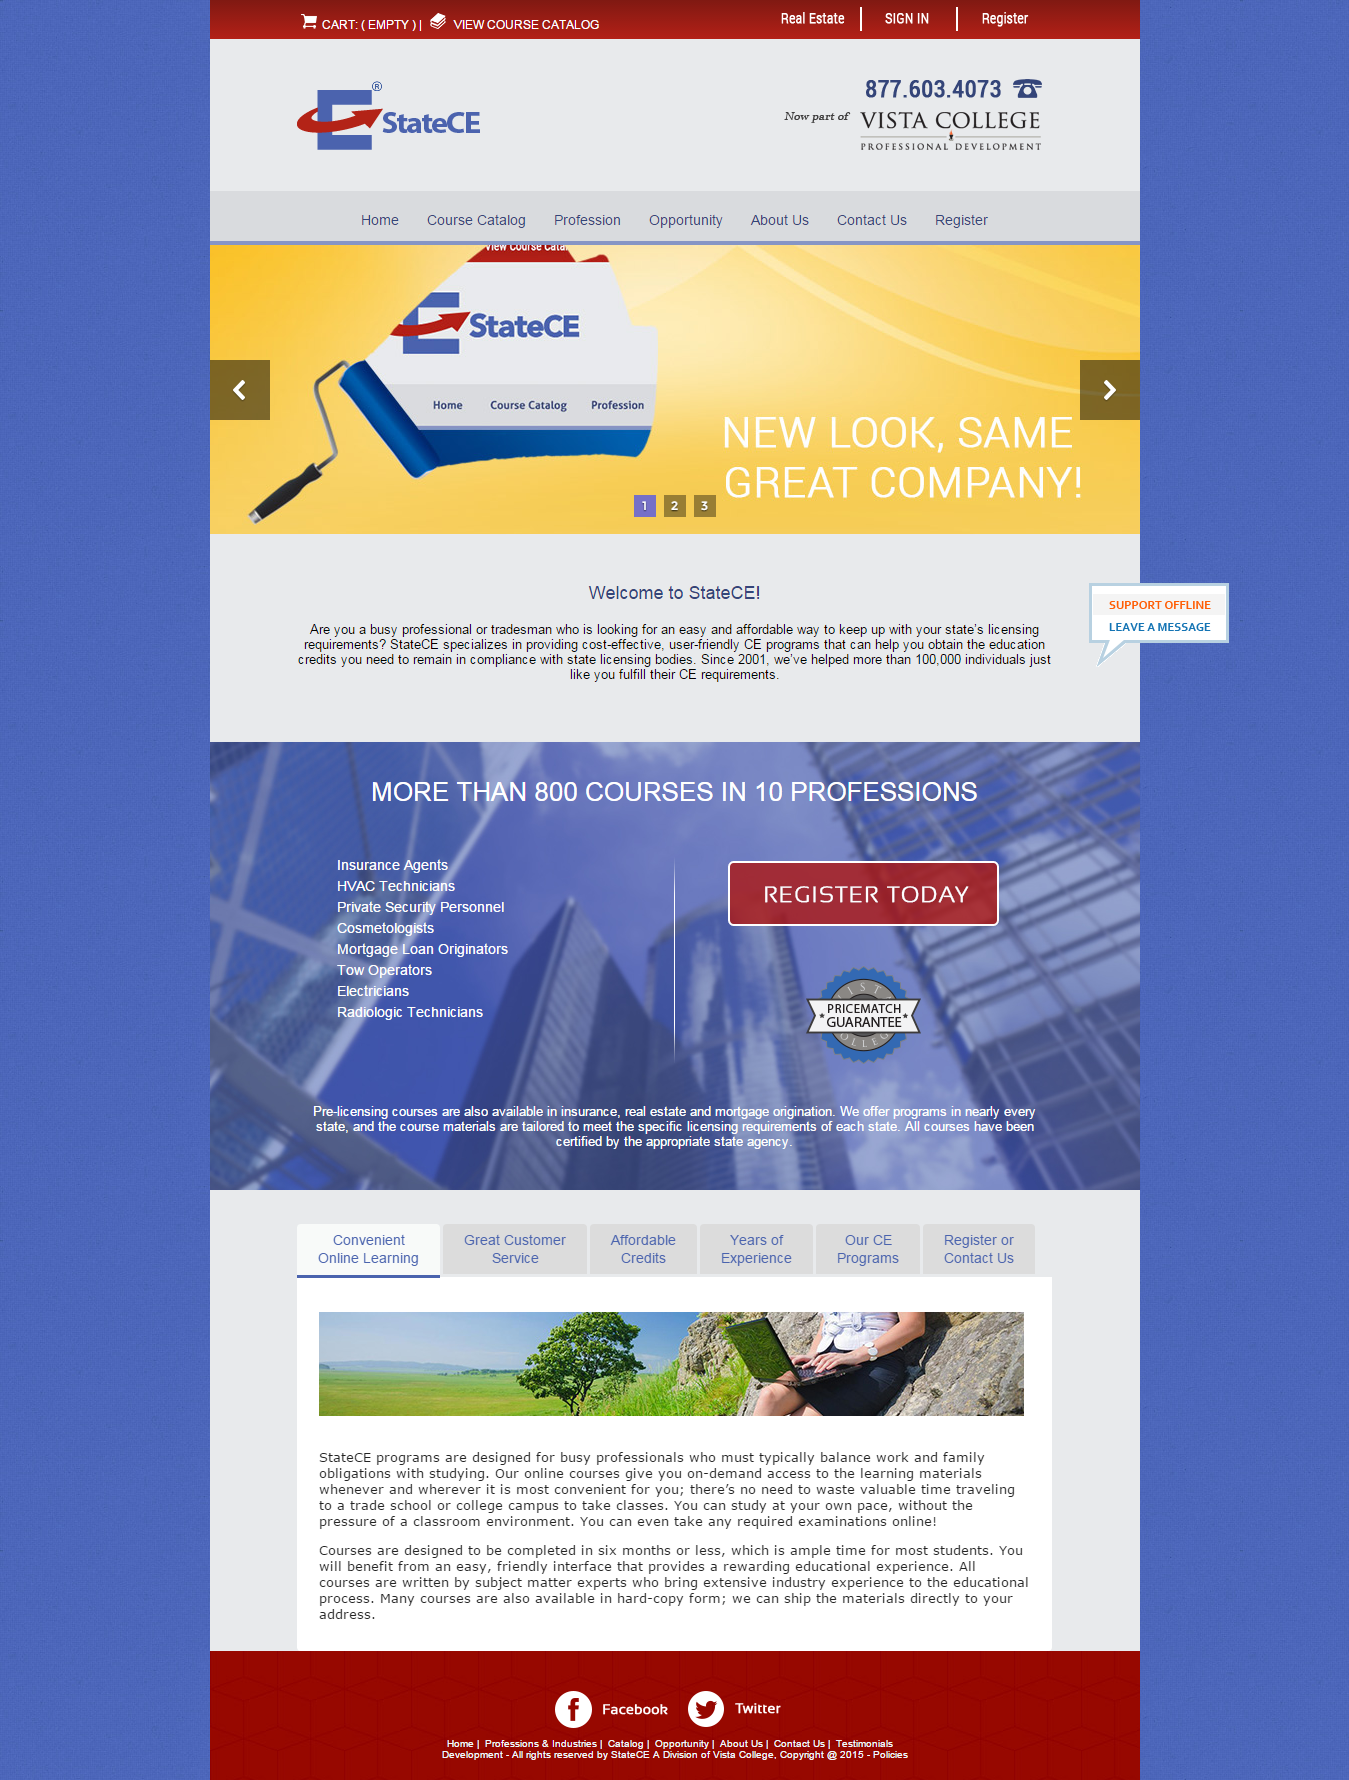 CART: ( EMPTY ) | VIEW COURSE CATALOG
Real Estate SIGN IN Register
StateCE®
877.603.4073
Now part of VISTA COLLEGE
PROFESSIONAL DEVELOPMENT
Home Course Catalog Profession Opportunity About Us Contact Us Register
View Course Catal
StateCE
Home Course Catalog Profession
NEW LOOK, SAME
GREAT COMPANY!
1 2 3
Welcome to StateCE!
SUPPORT OFFLINE
LEAVE A MESSAGE
Are you a busy professional or tradesman who is looking for an easy and affordable way to keep up with your state’s licensing
requirements? StateCE specializes in providing cost-effective, user-friendly CE programs that can help you obtain the education
credits you need to remain in compliance with state licensing bodies. Since 2001, we’ve helped more than 100,000 individuals just
like you fulfill their CE requirements.
MORE THAN 800 COURSES IN 10 PROFESSIONS
Insurance Agents
HVAC Technicians
Private Security Personnel
Cosmetologists
Mortgage Loan Originators
Tow Operators
Electricians
Radiologic Technicians
REGISTER TODAY
VISTA
PRICEMATCH
GUARANTEE
COLLEGE
Pre-licensing courses are also available in insurance, real estate and mortgage origination. We offer programs in nearly every
state, and the course materials are tailored to meet the specific licensing requirements of each state. All courses have been
certified by the appropriate state agency.
Convenient Great Customer Affordable Years of Our CE Register or
Online Learning Service Credits Experience Programs Contact Us
StateCE programs are designed for busy professionals who must typically balance work and family
obligations with studying. Our online courses give you on-demand access to the learning materials
whenever and wherever it is most convenient for you; there’s no need to waste valuable time traveling
to a trade school or college campus to take classes. You can study at your own pace, without the
pressure of a classroom environment. You can even take any required examinations online!
Courses are designed to be completed in six months or less, which is ample time for most students. You
will benefit from an easy, friendly interface that provides a rewarding educational experience. All
courses are written by subject matter experts who bring extensive industry experience to the educational
process. Many courses are also available in hard-copy form; we can ship the materials directly to your
address.
Facebook Twitter
Home | Professions & Industries | Catalog | Opportunity | About Us | Contact Us | Testimonials
Development - All rights reserved by StateCE A Division of Vista College, Copyright @ 2015 - Policies